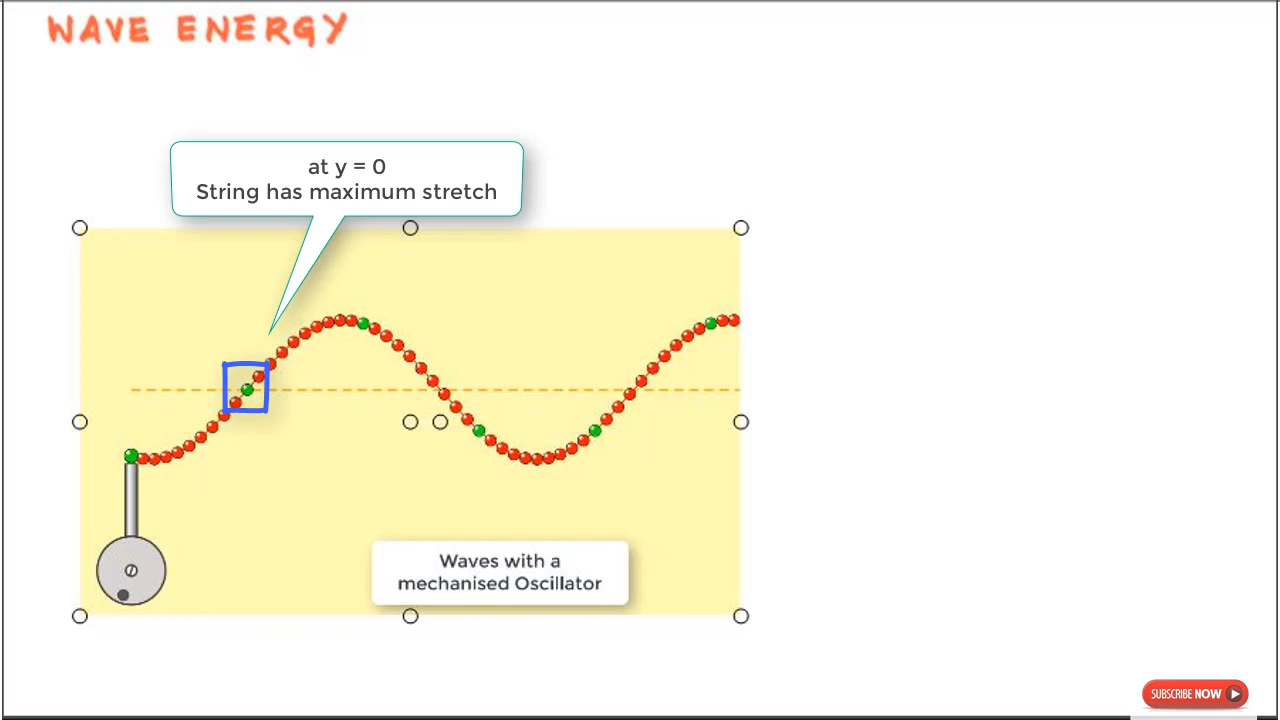 WAVE ENERGY
at y = 0
String has maximum stretch
Waves with a
mechanised Oscillator
SUBSCRIBE NOW